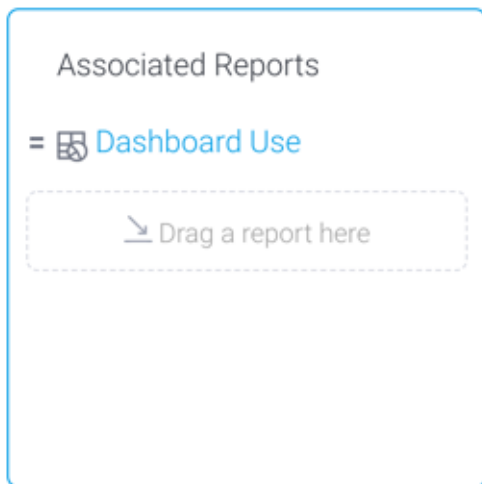 Associated Reports
= Dashboard Use
Drag a report here